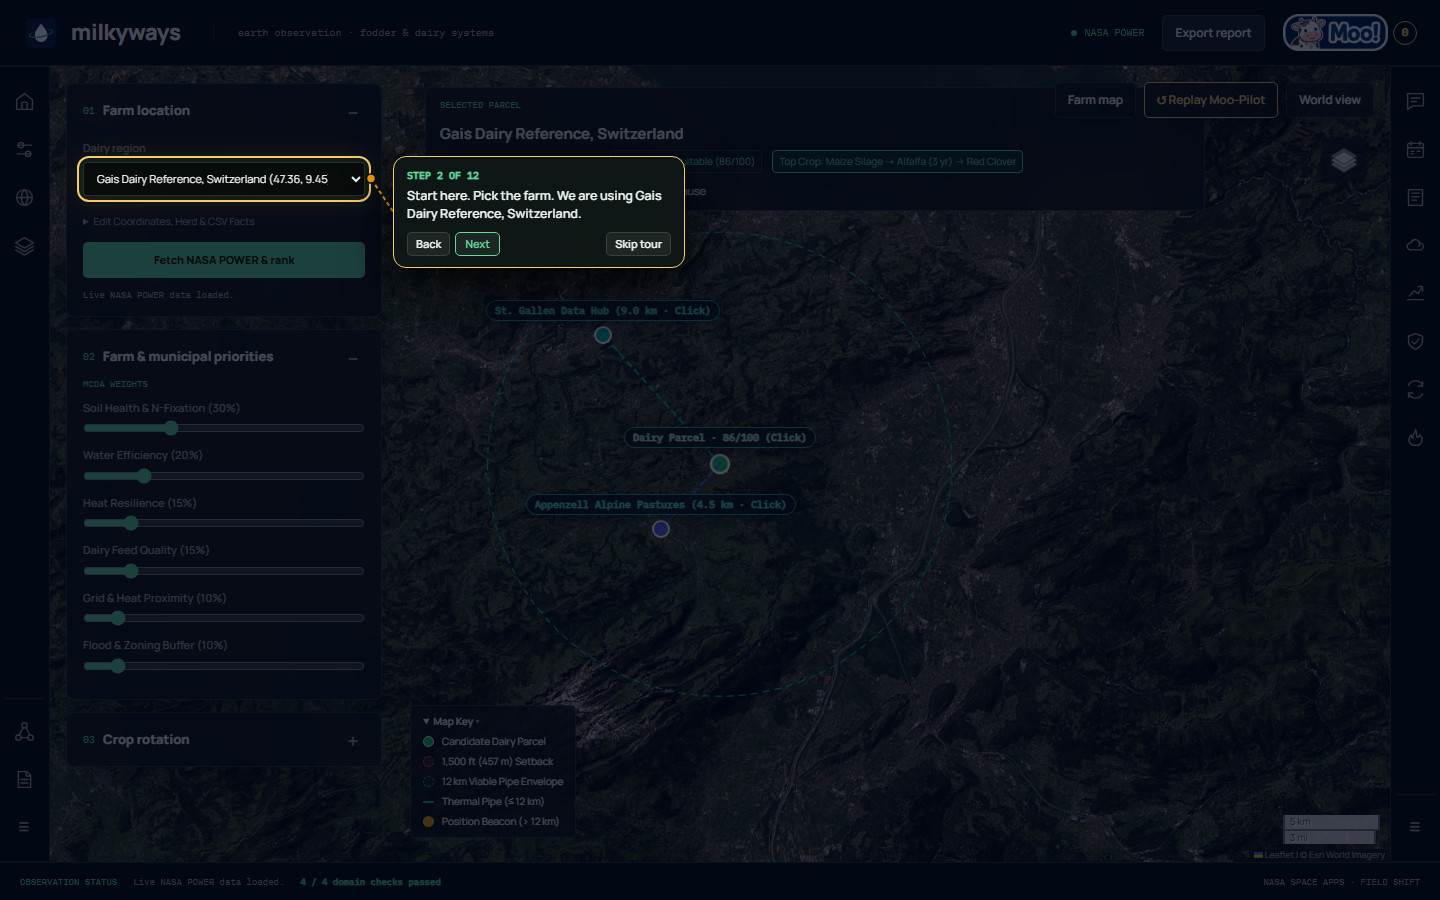 milkyways
earth observation · fodder & dairy systems
NASA POWER
Export report
Moo!
0
01 Farm location
Dairy region
Gais Dairy Reference, Switzerland (47.36, 9.45
Edit Coordinates, Herd & CSV Facts
Fetch NASA POWER & rank
Live NASA POWER data loaded.
02 Farm & municipal priorities
MCDA WEIGHTS
Soil Health & N-Fixation (30%)
Water Efficiency (20%)
Heat Resilience (15%)
Dairy Feed Quality (15%)
Grid & Heat Proximity (10%)
Flood & Zoning Buffer (10%)
03 Crop rotation
SELECTED PARCEL
Gais Dairy Reference, Switzerland
(86/100)
Top Crop: Maize Silage → Alfalfa (3 yr) → Red Clover
Farm map
↺ Replay Moo-Pilot
World view
STEP 2 OF 12
Start here. Pick the farm. We are using Gais
Dairy Reference, Switzerland.
Back
Next
Skip tour
St. Gallen Data Hub (9.0 km · Click)
Dairy Parcel · 86/100 (Click)
Appenzell Alpine Pastures (4.5 km · Click)
▼ Map Key
Candidate Dairy Parcel
1,500 ft (457 m) Setback
12 km Viable Pipe Envelope
Thermal Pipe (≤ 12 km)
Position Beacon (> 12 km)
5 km
3 mi
Leaflet | © Esri World Imagery
OBSERVATION STATUS Live NASA POWER data loaded. 4 / 4 domain checks passed
NASA SPACE APPS · FIELD SHIFT